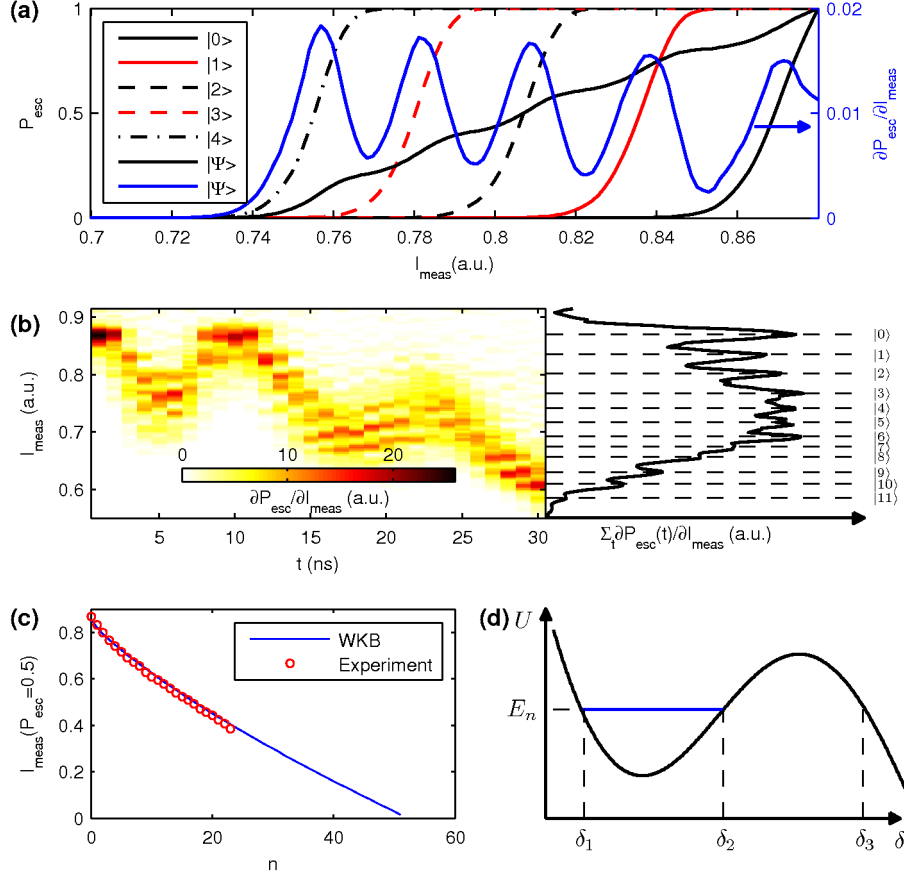 (a)
|0>
|1>
|2>
|3>
|4>
|Ψ>
|Ψ>
P_esc
0
0.5
1
0.7
0.72
0.74
0.76
0.78
0.8
0.82
0.84
0.86
I_meas (a.u.)
0
0.01
0.02
∂P_esc/∂I_meas
(b)
0.9
0.8
0.7
0.6
I_meas (a.u.)
0
10
20
∂P_esc/∂I_meas (a.u.)
5
10
15
20
25
30
t (ns)
|0⟩
|1⟩
|2⟩
|3⟩
|4⟩
|5⟩
|6⟩
|7⟩
|8⟩
|9⟩
|10⟩
|11⟩
Σ_t ∂P_esc(t)/∂I_meas (a.u.)
(c)
0.8
0.6
0.4
0.2
0
I_meas(P_esc=0.5)
WKB
Experiment
0
20
40
60
n
(d)
U
E_n
δ_1
δ_2
δ_3
δ